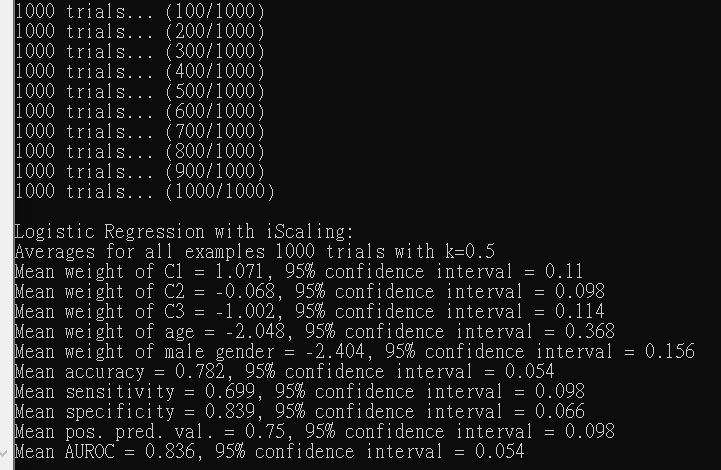 1000 trials... (100/1000)
1000 trials... (200/1000)
1000 trials... (300/1000)
1000 trials... (400/1000)
1000 trials... (500/1000)
1000 trials... (600/1000)
1000 trials... (700/1000)
1000 trials... (800/1000)
1000 trials... (900/1000)
1000 trials... (1000/1000)
Logistic Regression with iScaling:
Averages for all examples 1000 trials with k=0.5
Mean weight of C1 = 1.071, 95% confidence interval = 0.11
Mean weight of C2 = -0.068, 95% confidence interval = 0.098
Mean weight of C3 = -1.002, 95% confidence interval = 0.114
Mean weight of age = -2.048, 95% confidence interval = 0.368
Mean weight of male gender = -2.404, 95% confidence interval = 0.156
Mean accuracy = 0.782, 95% confidence interval = 0.054
Mean sensitivity = 0.699, 95% confidence interval = 0.098
Mean specificity = 0.839, 95% confidence interval = 0.066
Mean pos. pred. val. = 0.75, 95% confidence interval = 0.098
Mean AUROC = 0.836, 95% confidence interval = 0.054